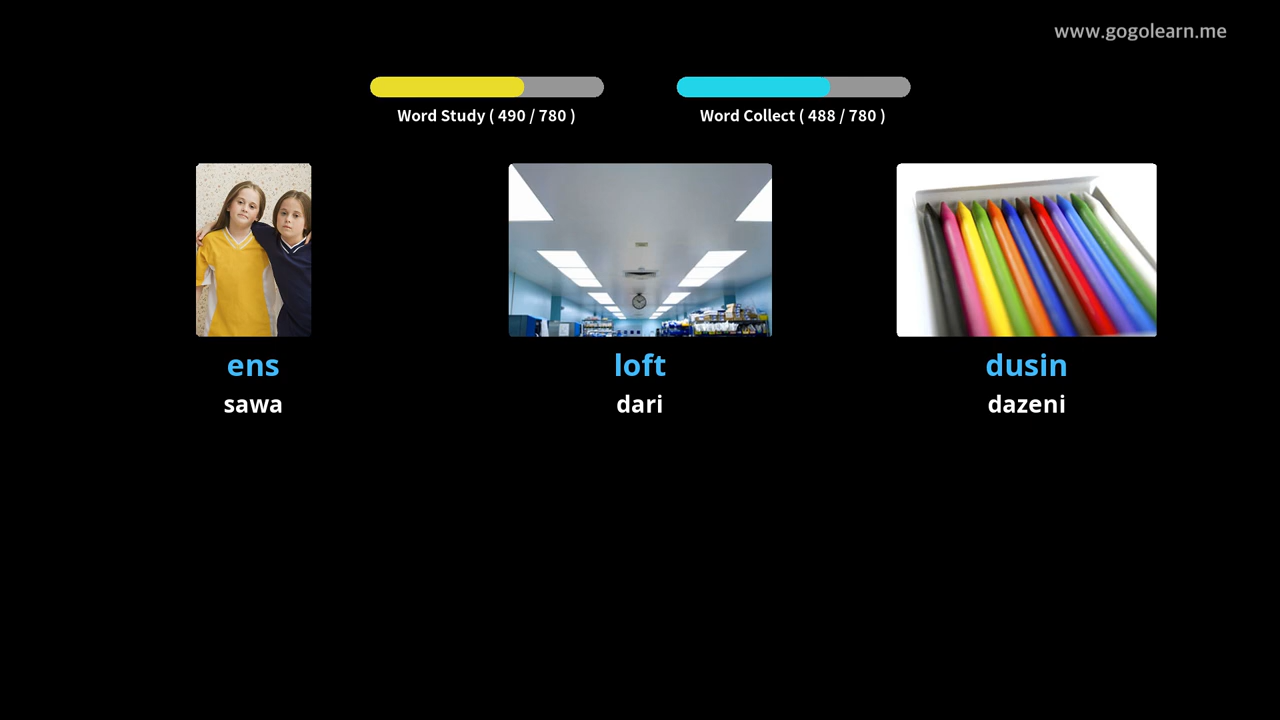 www.gogolearn.me
Word Study ( 490 / 780 )
Word Collect ( 488 / 780 )
ens
sawa
loft
dari
dusin
dazeni